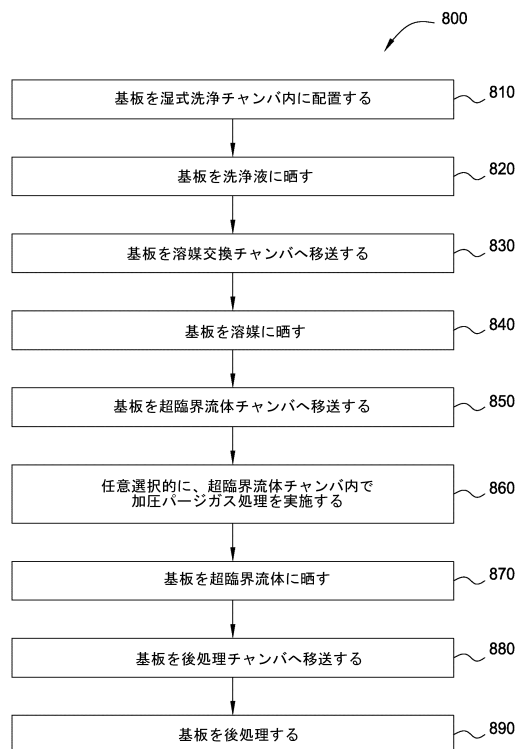 800
基板を湿式洗浄チャンバ内に配置する
810
基板を洗浄液に晒す
820
基板を溶媒交換チャンバへ移送する
830
基板を溶媒に晒す
840
基板を超臨界流体チャンバへ移送する
850
任意選択的に、超臨界流体チャンバ内で
加圧パージガス処理を実施する
860
基板を超臨界流体に晒す
870
基板を後処理チャンバへ移送する
880
基板を後処理する
890